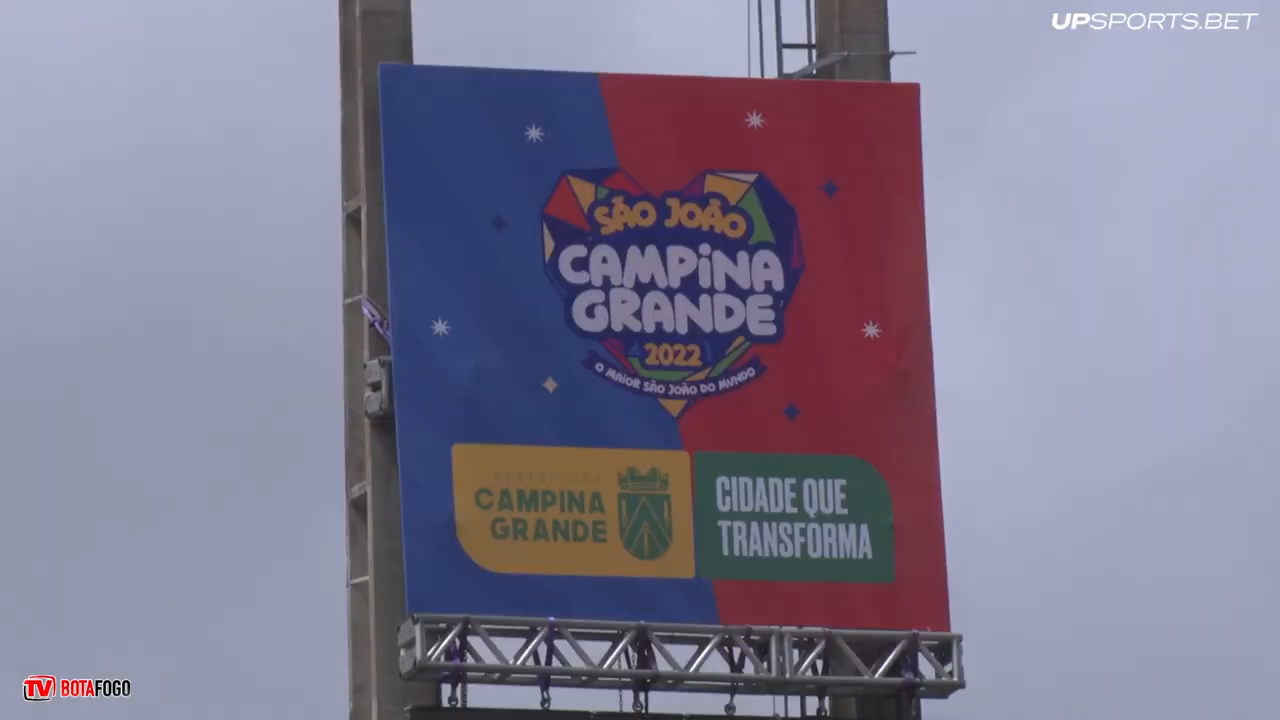 UPSPORTS.BET
SÃO JOÃO
CAMPiNA
GRANDE
2022
O MAIOR SÃO JOÃO DO MUNDO
PREFEITURA
CAMPINA
GRANDE
CIDADE QUE
TRANSFORMA
TV BOTAFOGO